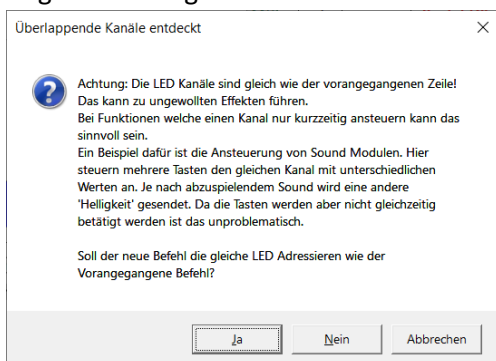 Überlappende Kanäle entdeckt
Achtung: Die LED Kanäle sind gleich wie der vorangegangenen Zeile!
Das kann zu ungewollten Effekten führen.
Bei Funktionen welche einen Kanal nur kurzzeitig ansteuern kann das
sinnvoll sein.
Ein Beispiel dafür ist die Ansteuerung von Sound Modulen. Hier
steuern mehrere Tasten den gleichen Kanal mit unterschiedlichen
Werten an. Je nach abzuspielendem Sound wird eine andere
'Helligkeit' gesendet. Da die Tasten werden aber nicht gleichzeitig
betätigt werden ist das unproblematisch.
Soll der neue Befehl die gleiche LED Adressieren wie der
Vorangegangene Befehl?
Ja
Nein
Abbrechen